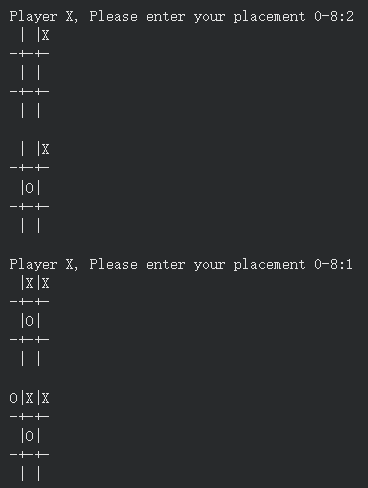 Player X, Please enter your placement 0-8:2
 | |X
-+-+-
 | |
-+-+-
 | |

 | |X
-+-+-
 |O|
-+-+-
 | |

Player X, Please enter your placement 0-8:1
 |X|X
-+-+-
 |O|
-+-+-
 | |

O|X|X
-+-+-
 |O|
-+-+-
 | |